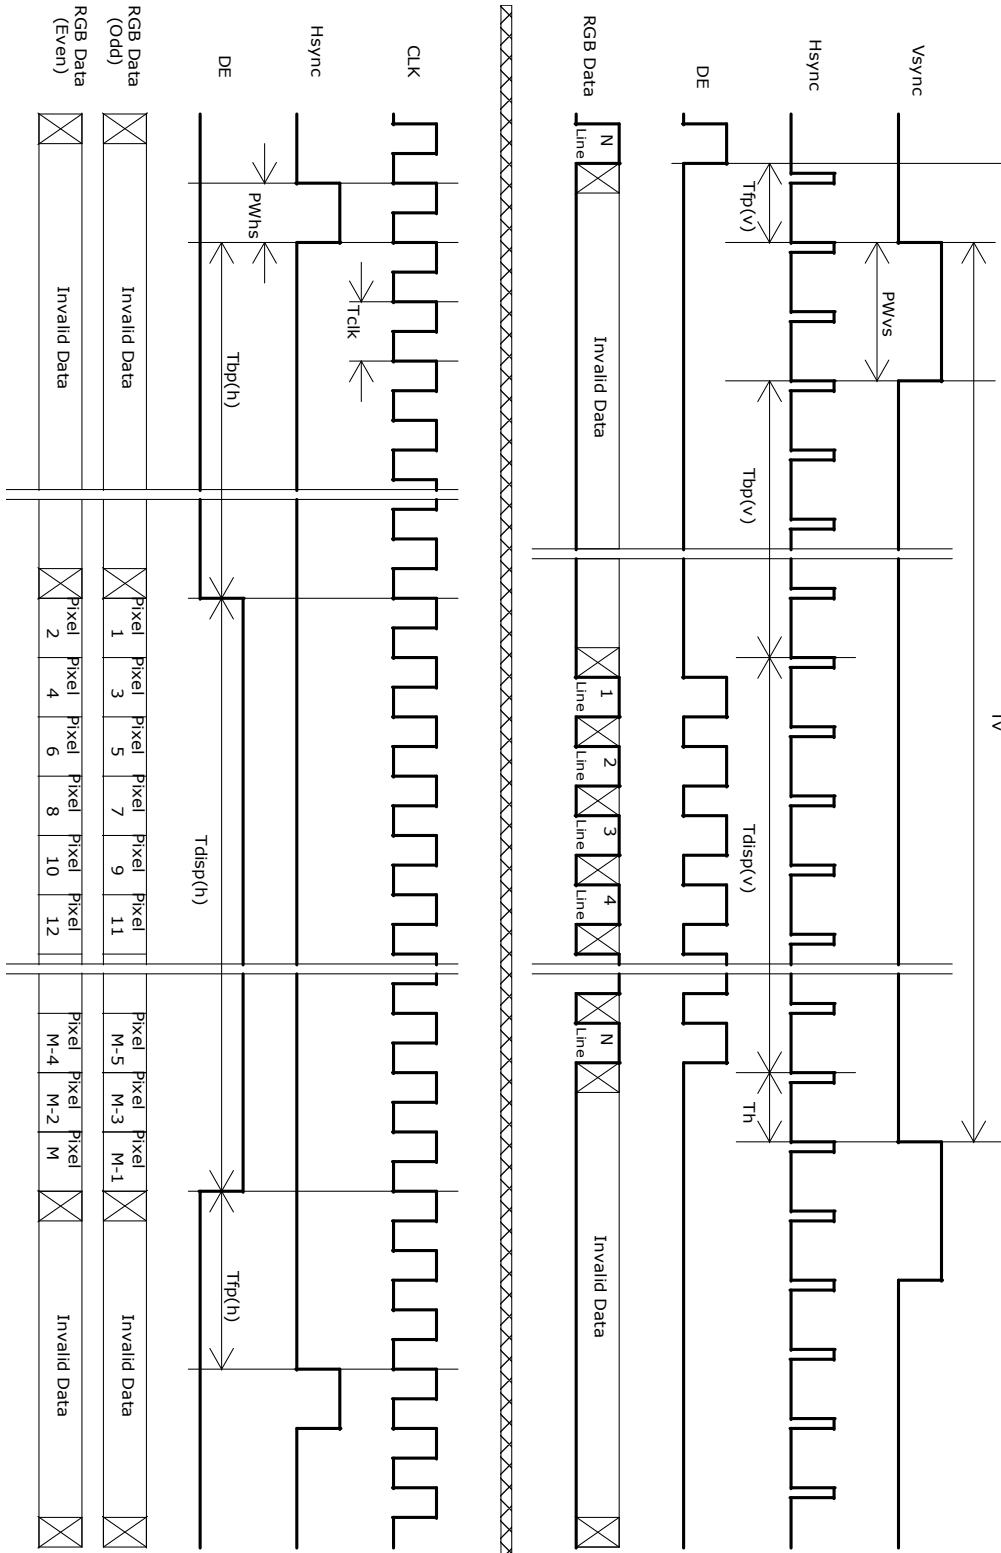 Vsync
Tv
PWvs
Hsync
Tfp(v)
Tbp(v)
Tdisp(v)
Th
DE
RGB Data
Line N
Invalid Data
Line 1
Line 2
Line 3
Line 4
Line N
Invalid Data
CLK
Tclk
Hsync
PWhs
Tbp(h)
Tdisp(h)
Tfp(h)
DE
RGB Data
(Odd)
Invalid Data
Pixel 1
Pixel 3
Pixel 5
Pixel 7
Pixel 9
Pixel 11
Pixel M-5
Pixel M-3
Pixel M-1
Invalid Data
RGB Data
(Even)
Invalid Data
Pixel 2
Pixel 4
Pixel 6
Pixel 8
Pixel 10
Pixel 12
Pixel M-4
Pixel M-2
Pixel M
Invalid Data